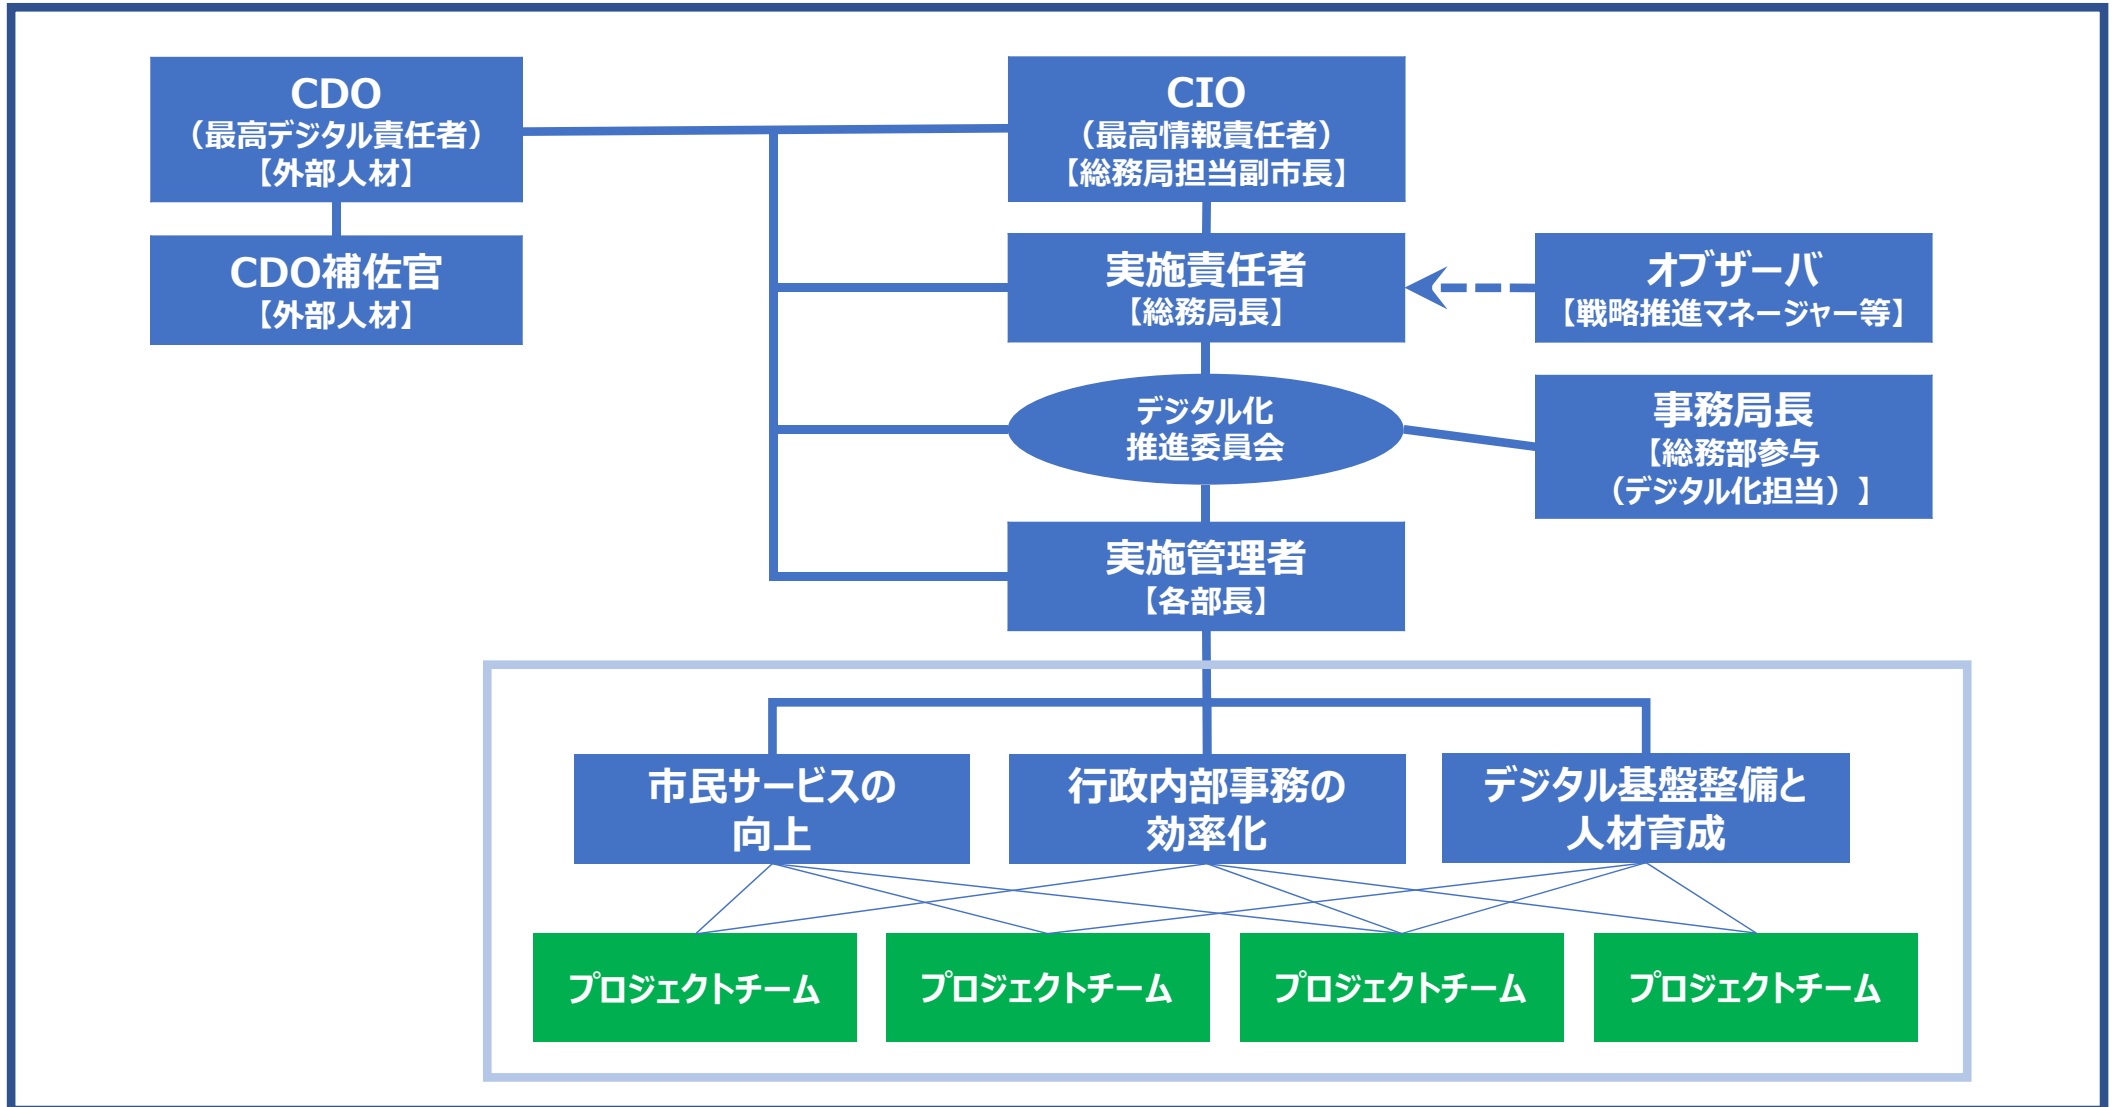 CDO
（最高デジタル責任者）
【外部人材】
CIO
（最高情報責任者）
【総務局担当副市長】
CDO補佐官
【外部人材】
実施責任者
【総務局長】
オブザーバ
【戦略推進マネージャー等】
デジタル化
推進委員会
事務局長
【総務部参与
（デジタル化担当）】
実施管理者
【各部長】
市民サービスの
向上
行政内部事務の
効率化
デジタル基盤整備と
人材育成
プロジェクトチーム
プロジェクトチーム
プロジェクトチーム
プロジェクトチーム